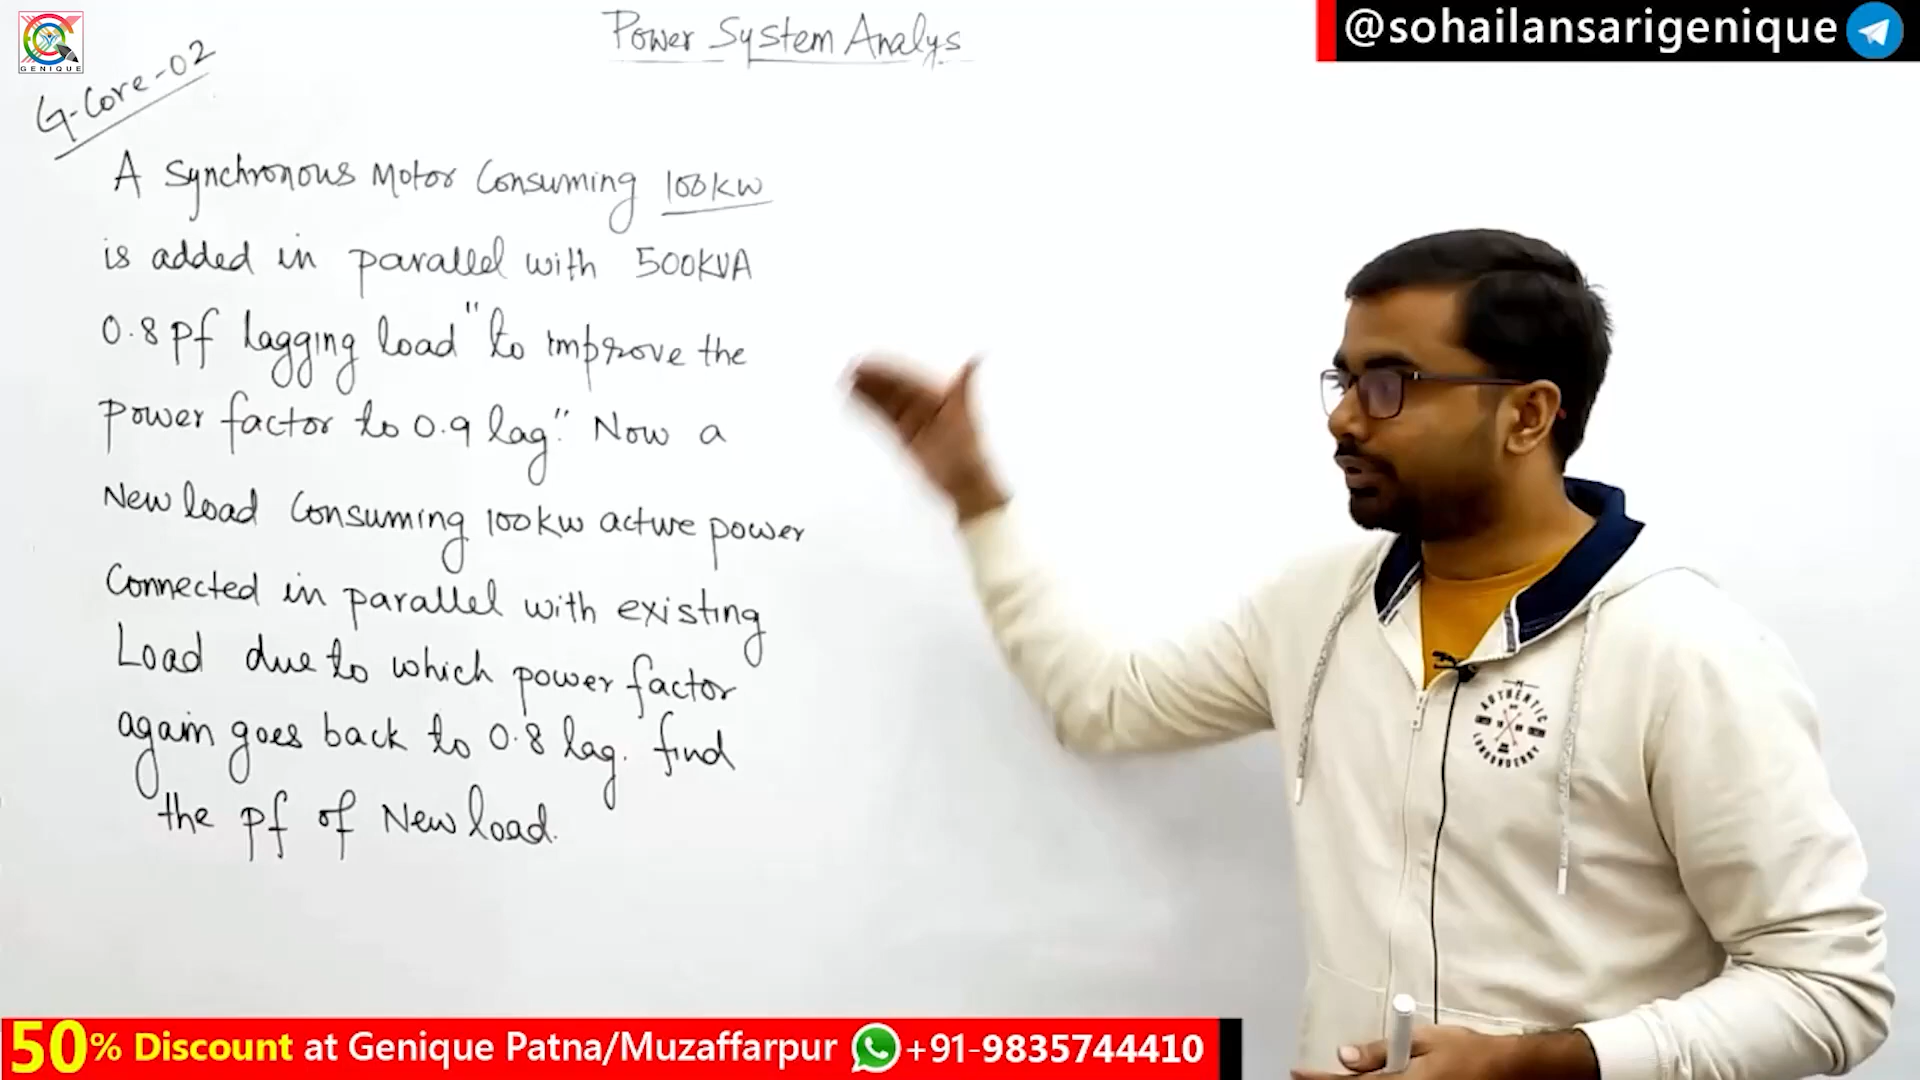 GENIQUE
G-Core-02
Power System Analys.
@sohailansarigenique
A Synchronous Motor Consuming 100kw
is added in parallel with 500KVA
0.8 pf lagging load "to improve the
power factor to 0.9 lag". Now a
New load Consuming 100kw active power
Connected in parallel with existing
Load due to which power factor
again goes back to 0.8 lag. find
the pf of New load.
AUTHENTIC
LONDONDERRY
50% Discount at Genique Patna/Muzaffarpur +91-9835744410